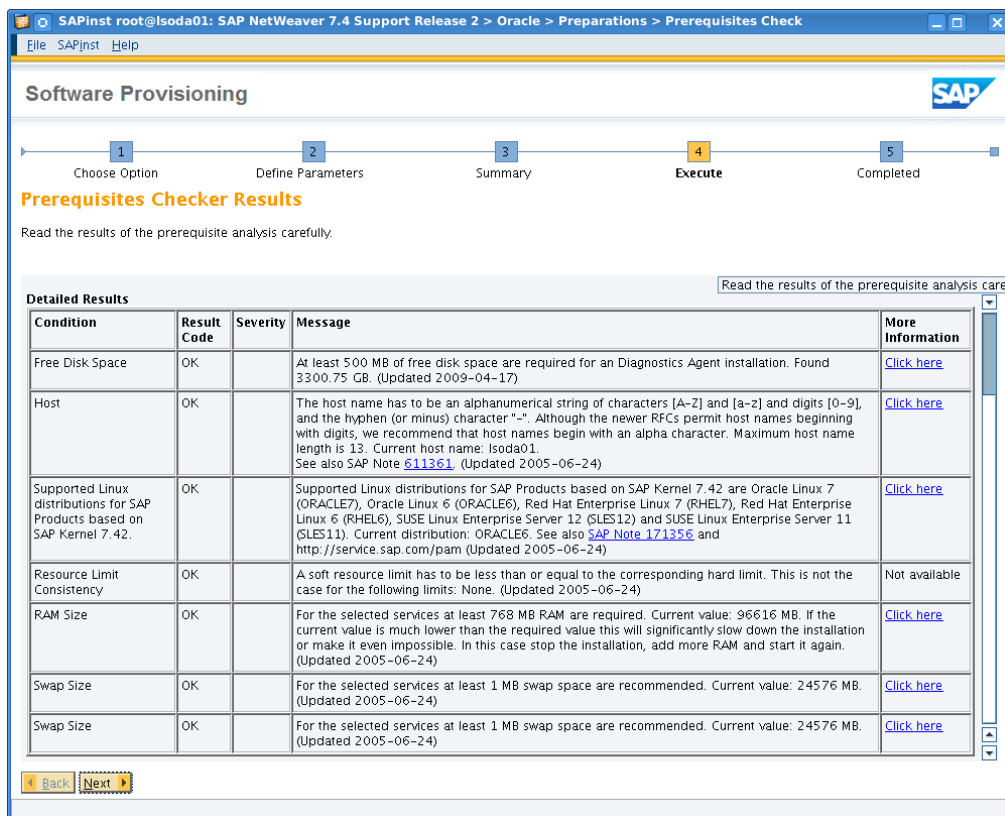 SAPinst root@lsoda01: SAP NetWeaver 7.4 Support Release 2 > Oracle > Preparations > Prerequisites Check
File SAPinst Help
Software Provisioning
SAP
1 2 3 4 5
Choose Option Define Parameters Summary Execute Completed
Prerequisites Checker Results
Read the results of the prerequisite analysis carefully.
Read the results of the prerequisite analysis care
Detailed Results
Condition Result Code Severity Message More Information
Free Disk Space OK At least 500 MB of free disk space are required for an Diagnostics Agent installation. Found Click here
3300.75 GB. (Updated 2009-04-17)
Host OK The host name has to be an alphanumerical string of characters [A-Z] and [a-z] and digits [0-9], Click here
and the hyphen (or minus) character "-". Although the newer RFCs permit host names beginning
with digits, we recommend that host names begin with an alpha character. Maximum host name
length is 13. Current host name: lsoda01.
See also SAP Note 611361. (Updated 2005-06-24)
Supported Linux OK Supported Linux distributions for SAP Products based on SAP Kernel 7.42 are Oracle Linux 7 Click here
distributions for SAP (ORACLE7), Oracle Linux 6 (ORACLE6), Red Hat Enterprise Linux 7 (RHEL7), Red Hat Enterprise
Products based on Linux 6 (RHEL6), SUSE Linux Enterprise Server 12 (SLES12) and SUSE Linux Enterprise Server 11
SAP Kernel 7.42. (SLES11). Current distribution: ORACLE6. See also SAP Note 171356 and
http://service.sap.com/pam (Updated 2005-06-24)
Resource Limit OK A soft resource limit has to be less than or equal to the corresponding hard limit. This is not the Not available
Consistency case for the following limits: None. (Updated 2005-06-24)
RAM Size OK For the selected services at least 768 MB RAM are required. Current value: 96616 MB. If the Click here
current value is much lower than the required value this will significantly slow down the installation
or make it even impossible. In this case stop the installation, add more RAM and start it again.
(Updated 2005-06-24)
Swap Size OK For the selected services at least 1 MB swap space are recommended. Current value: 24576 MB. Click here
(Updated 2005-06-24)
Swap Size OK For the selected services at least 1 MB swap space are recommended. Current value: 24576 MB. Click here
(Updated 2005-06-24)
Back Next